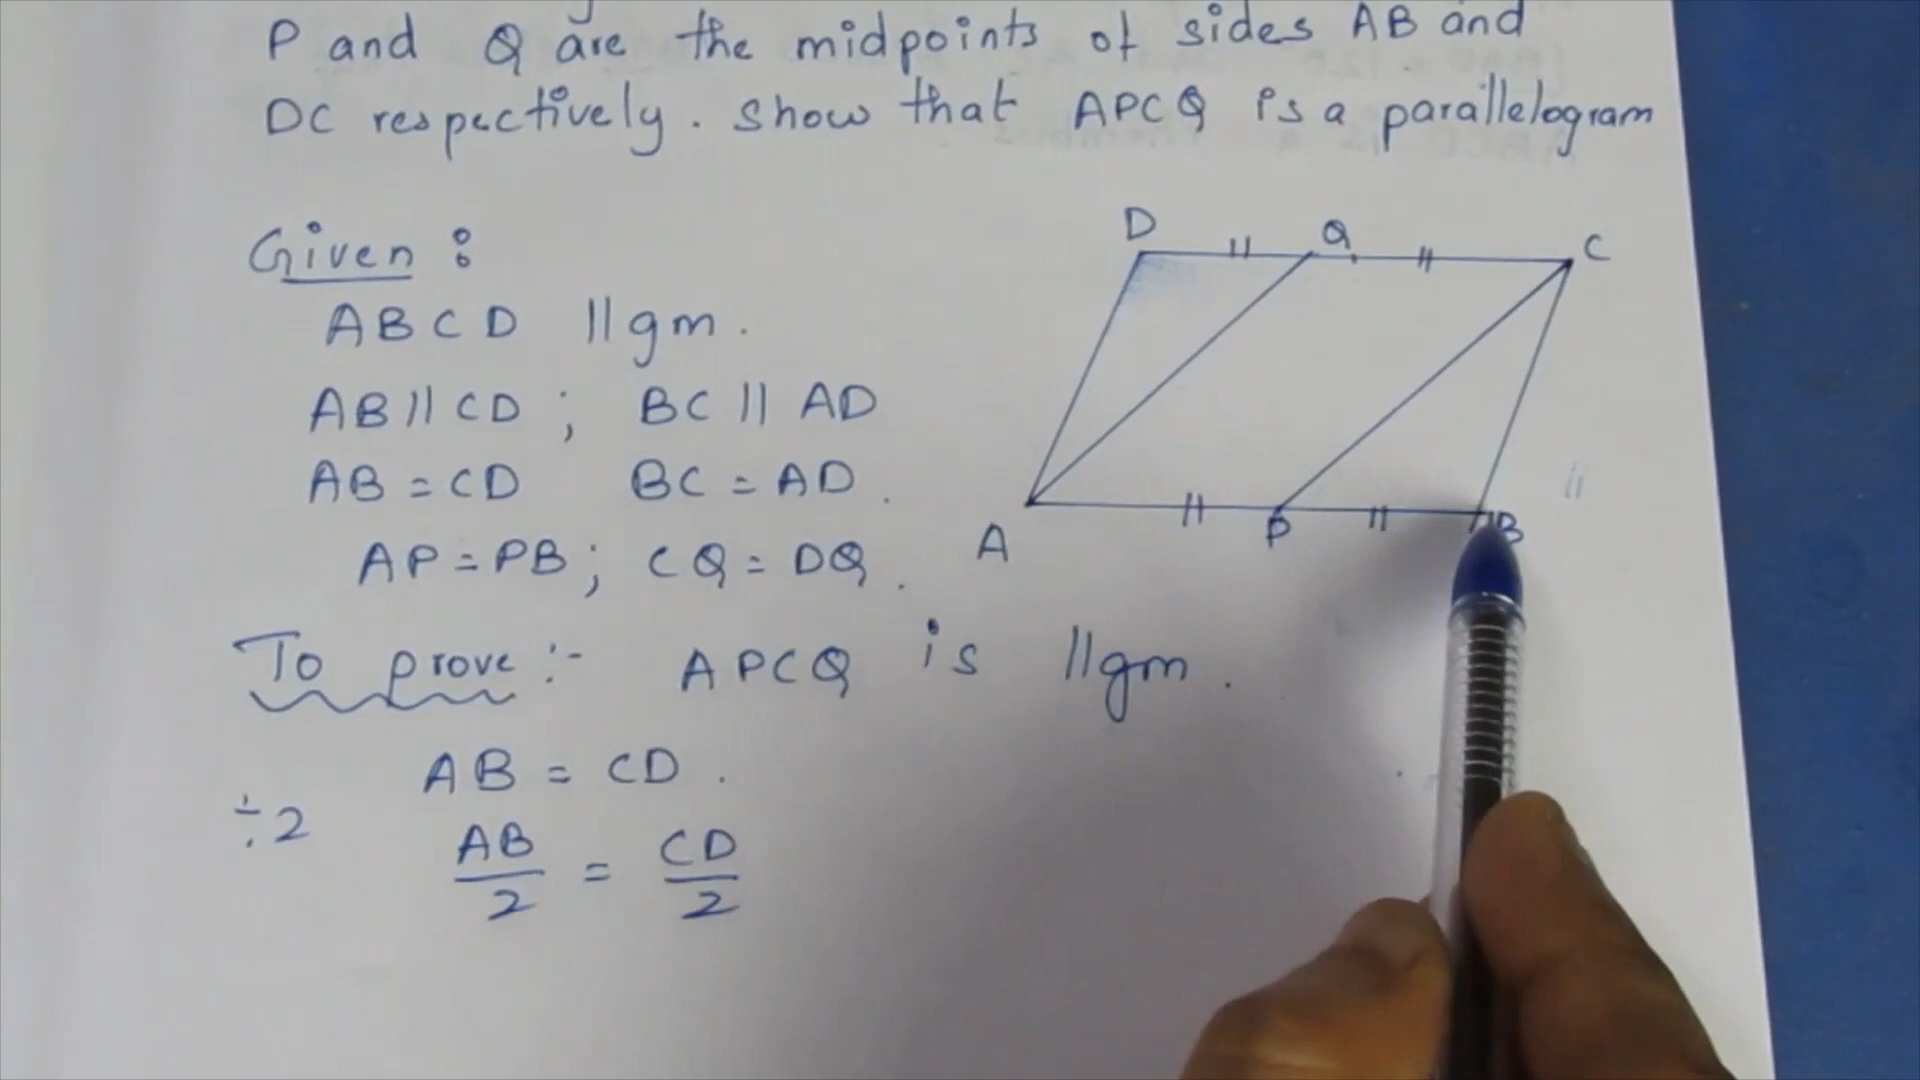 P and Q are the midpoints of sides AB and
DC respectively. Show that APCQ is a parallelogram
Given :
ABCD ||gm.
AB || CD ; BC || AD
AB = CD BC = AD.
AP = PB ; CQ = DQ.
To prove :- APCQ is ||gm.
AB = CD.
÷2
AB/2 = CD/2
D Q C
A P B